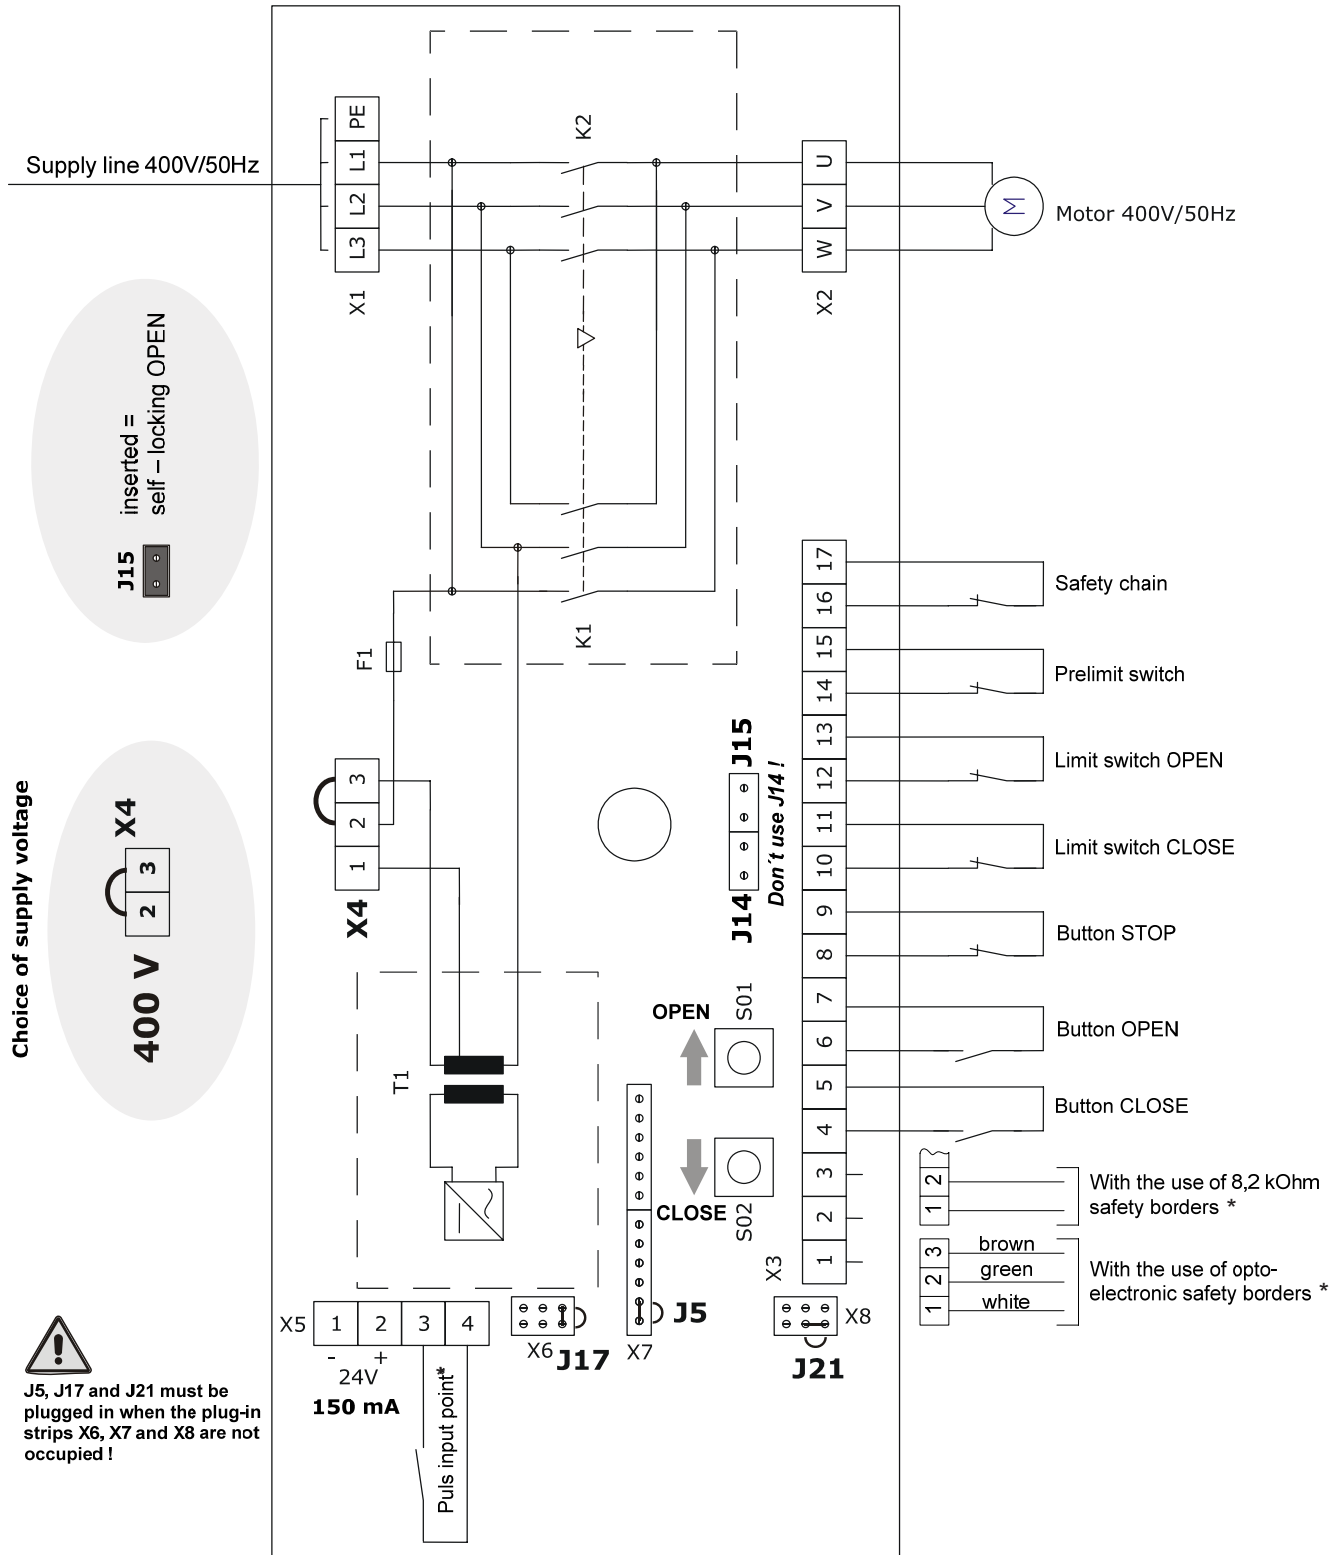 Supply line 400V/50Hz
PE
L1
L2
L3
X1
K2
U
V
W
X2
M
Motor 400V/50Hz
inserted =
self – locking OPEN
J15
K1
F1
17
16
15
14
13
12
11
10
9
8
7
6
5
4
3
2
1
X3
Safety chain
Prelimit switch
Limit switch OPEN
Limit switch CLOSE
Button STOP
Button OPEN
Button CLOSE
2
1
With the use of 8,2 kOhm
safety borders *
3
2
1
brown
green
white
With the use of opto-
electronic safety borders *
Choice of supply voltage
X4
3
2
400 V
3
2
1
X4
J15
J14
Don´t use J14 !
T1
OPEN
S01
CLOSE
S02
X5
1
2
3
4
-
+
24V
150 mA
Puls input point*
X6
J17
X7
J5
X8
J21
J5, J17 and J21 must be
plugged in when the plug-in
strips X6, X7 and X8 are not
occupied !